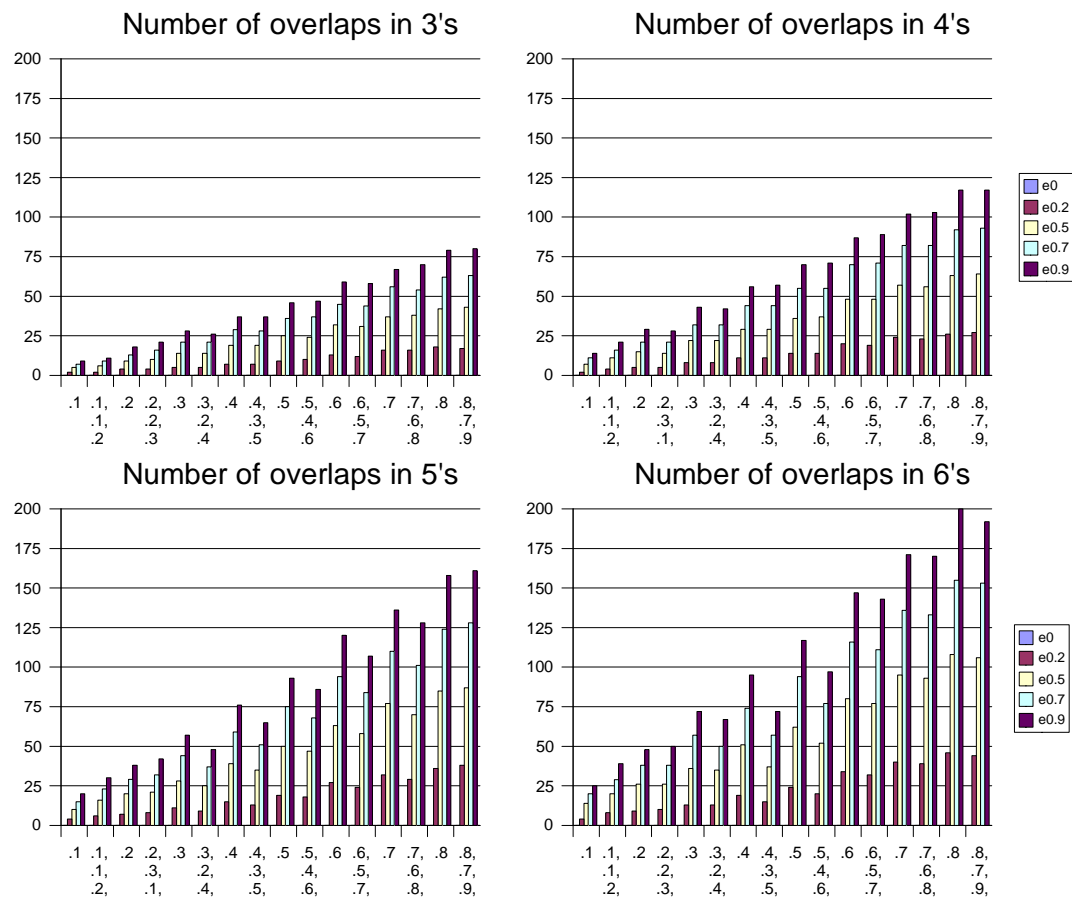 Number of overlaps in 3's
200
175
150
125
100
75
50
25
0
.1 .1, .2 .2, .3 .3, .4 .4, .5 .5, .6 .6, .7 .7, .8 .8,
.1, .2, .2, .3, .4, .5, .6, .7,
.2 .3 .4 .5 .6 .7 .8 .9
Number of overlaps in 4's
200
175
150
125
100
75
50
25
0
.1 .1, .2 .2, .3 .3, .4 .4, .5 .5, .6 .6, .7 .7, .8 .8,
.1, .3, .2, .3, .4, .5, .6, .7,
.2, .1, .4, .5, .6, .7, .8, .9,
e0
e0.2
e0.5
e0.7
e0.9
Number of overlaps in 5's
200
175
150
125
100
75
50
25
0
.1 .1, .2 .2, .3 .3, .4 .4, .5 .5, .6 .6, .7 .7, .8 .8,
.1, .3, .2, .3, .4, .5, .6, .7,
.2, .1, .4, .5, .6, .7, .8, .9,
Number of overlaps in 6's
200
175
150
125
100
75
50
25
0
.1 .1, .2 .2, .3 .3, .4 .4, .5 .5, .6 .6, .7 .7, .8 .8,
.1, .2, .2, .3, .4, .5, .6, .7,
.2, .3, .4, .5, .6, .7, .8, .9,
e0
e0.2
e0.5
e0.7
e0.9